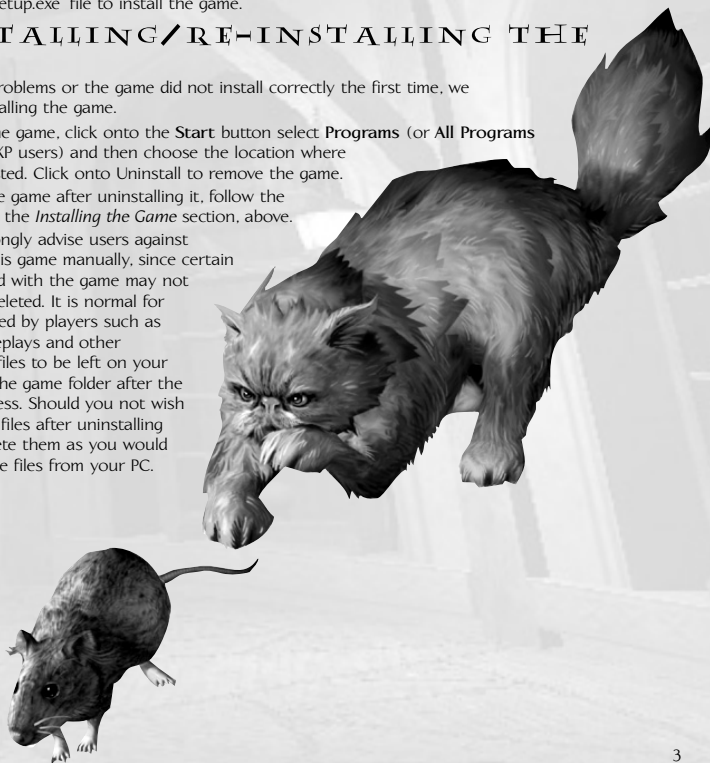 etup.exe' file to install the game.
TALLING/RE-INSTALLING THE
roblems or the game did not install correctly the first time, we
alling the game.
he game, click onto the Start button select Programs (or All Programs
XP users) and then choose the location where
ted. Click onto Uninstall to remove the game.
e game after uninstalling it, follow the
the Installing the Game section, above.
ongly advise users against
is game manually, since certain
d with the game may not
eleted. It is normal for
ed by players such as
eplays and other
files to be left on your
he game folder after the
ess. Should you not wish
files after uninstalling
ete them as you would
e files from your PC.
3